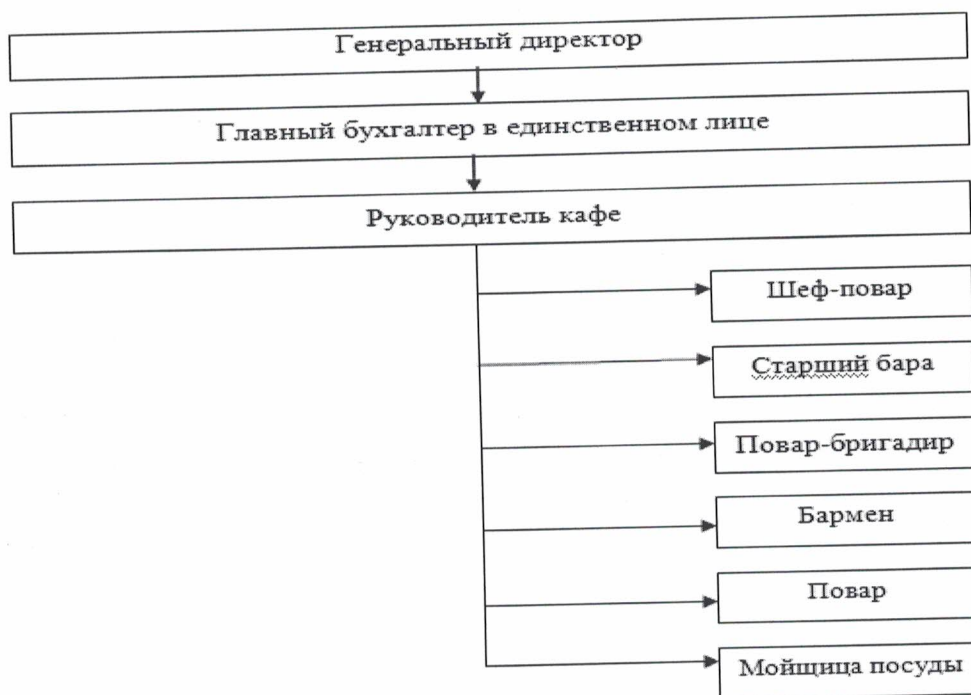 Генеральный директор
Главный бухгалтер в единственном лице
Руководитель кафе
Шеф-повар
Старший бара
Повар-бригадир
Бармен
Повар
Мойщица посуды